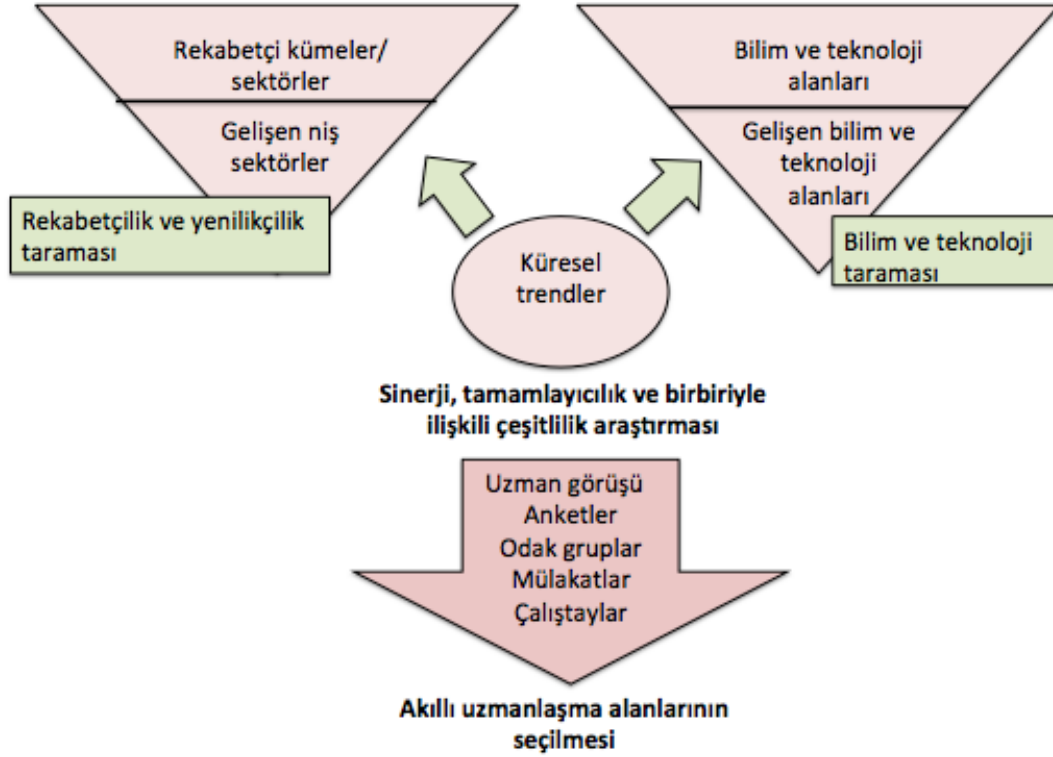 Rekabetçi kümeler/
sektörler
Gelişen niş
sektörler
Rekabetçilik ve yenilikçilik
taraması
Bilim ve teknoloji
alanları
Gelişen bilim ve
teknoloji
alanları
Bilim ve teknoloji
taraması
Küresel
trendler
Sinerji, tamamlayıcılık ve birbiriyle
ilişkili çeşitlilik araştırması
Uzman görüşü
Anketler
Odak gruplar
Mülakatlar
Çalıştaylar
Akıllı uzmanlaşma alanlarının
seçilmesi